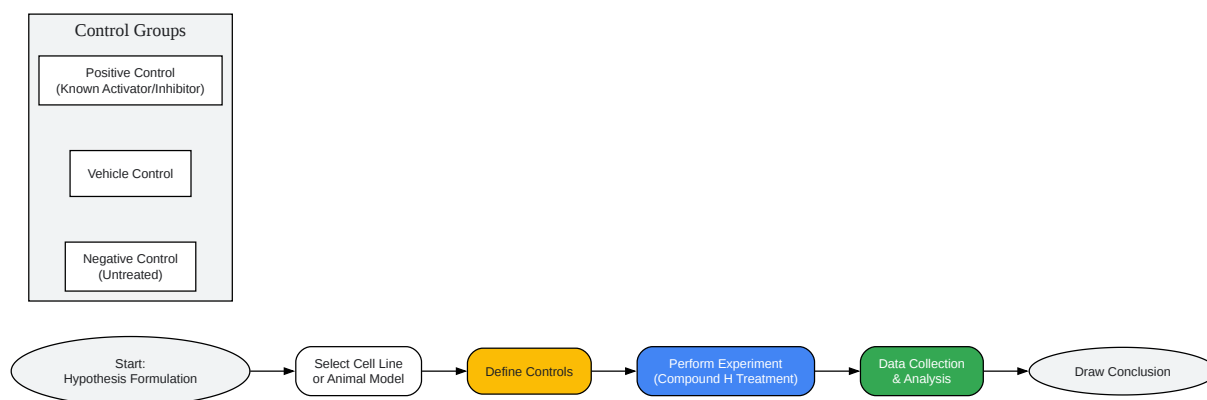 Control Groups
Positive Control
(Known Activator/Inhibitor)
Vehicle Control
Negative Control
(Untreated)
Start:
Hypothesis Formulation
Select Cell Line
or Animal Model
Define Controls
Perform Experiment
(Compound H Treatment)
Data Collection
& Analysis
Draw Conclusion